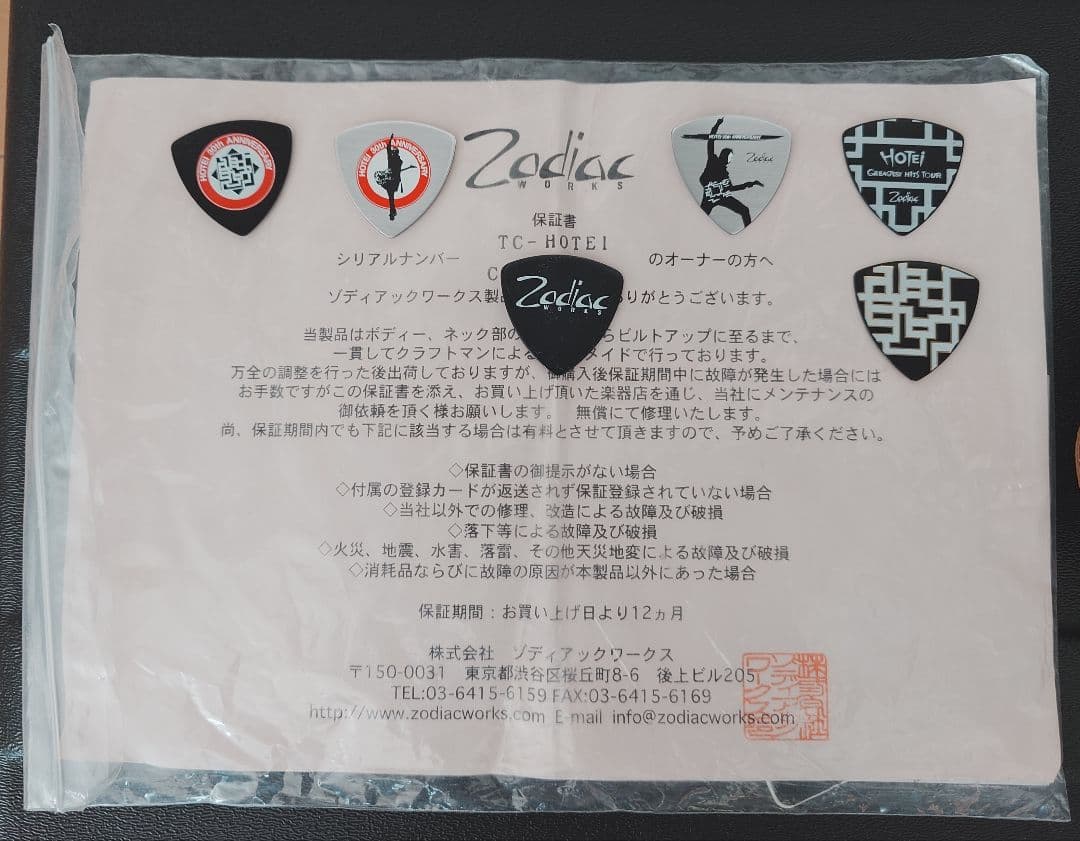 HOTEI 30th ANNIVERSARY
HOTEI 30th ANNIVERSARY
Zodiac
WORKS
HOTEI 30TH ANNIVERSARY
Zodiac
HOTEI
GREATEST HITS TOUR
Zodiac
保証書
TC-HOTEI
シリアルナンバー C のオーナーの方へ
Zodiac
WORKS
ゾディアックワークス製 りがとうございます。
当製品はボディー、ネック部の らビルトアップに至るまで、
一貫してクラフトマンによる メイドで行っております。
万全の調整を行った後出荷しておりますが、御購入後保証期間中に故障が発生した場合には
お手数ですがこの保証書を添え、お買い上げ頂いた楽器店を通じ、当社にメンテナンスの
御依頼を頂く様お願いします。 無償にて修理いたします。
尚、保証期間内でも下記に該当する場合は有料とさせて頂きますので、予めご了承ください。
◇保証書の御提示がない場合
◇付属の登録カードが返送されず保証登録されていない場合
◇当社以外での修理、改造による故障及び破損
◇落下等による故障及び破損
◇火災、地震、水害、落雷、その他天災地変による故障及び破損
◇消耗品ならびに故障の原因が本製品以外にあった場合
保証期間：お買い上げ日より12ヵ月
株式会社 ゾディアックワークス
〒150-0031 東京都渋谷区桜丘町8-6 後上ビル205
TEL:03-6415-6159 FAX:03-6415-6169
http://www.zodiacworks.com E-mail info@zodiacworks.com
株式会社
ゾディアック
ワークス